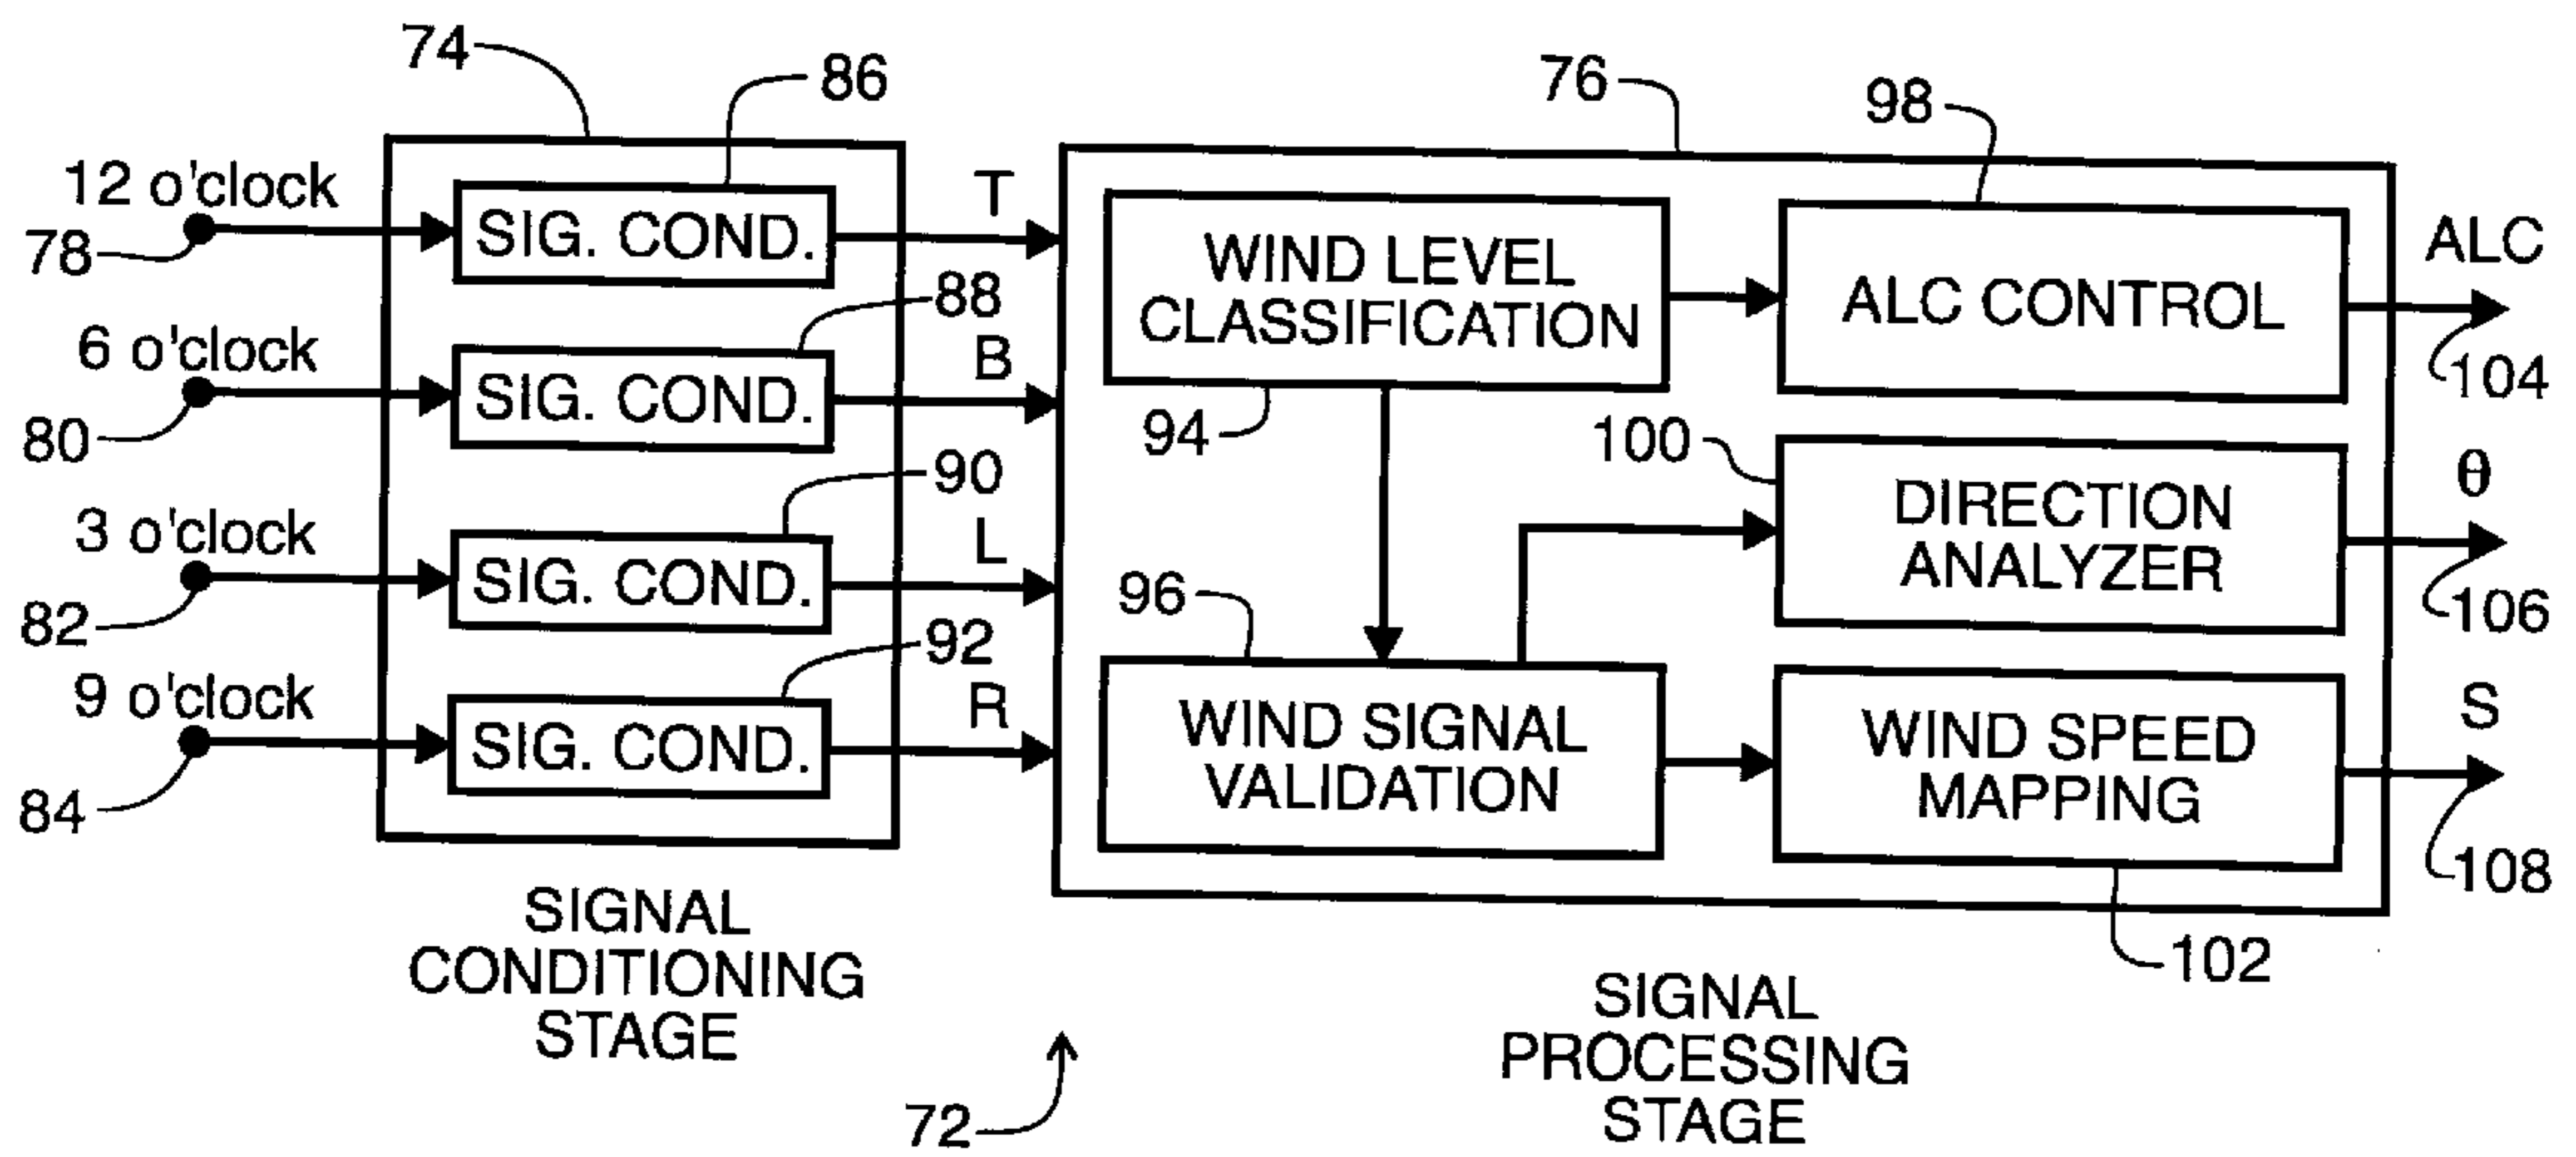 74
86
76
98
12 o'clock
78
SIG. COND.
T
88
6 o'clock
80
SIG. COND.
B
90
3 o'clock
82
SIG. COND.
L
92
9 o'clock
84
SIG. COND.
R
WIND LEVEL
CLASSIFICATION
94
ALC CONTROL
ALC
104
100
DIRECTION
ANALYZER
θ
106
96
WIND SIGNAL
VALIDATION
WIND SPEED
MAPPING
S
108
102
SIGNAL
CONDITIONING
STAGE
SIGNAL
PROCESSING
STAGE
72